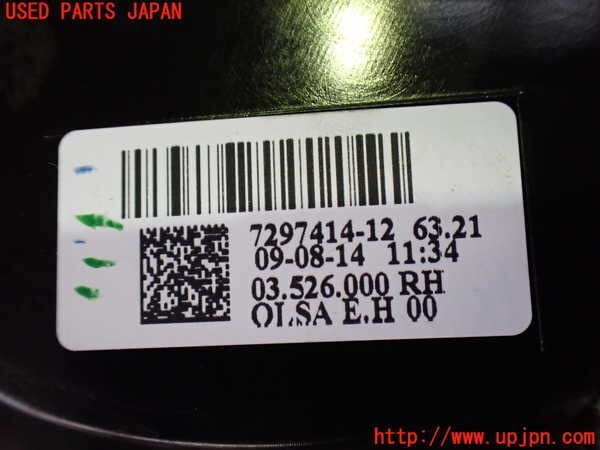 USED PARTS JAPAN
7297414-12 63.21
09-08-14 11:34
03.526.000 RH
OLSA E.H 00
http://www.upjpn.com/